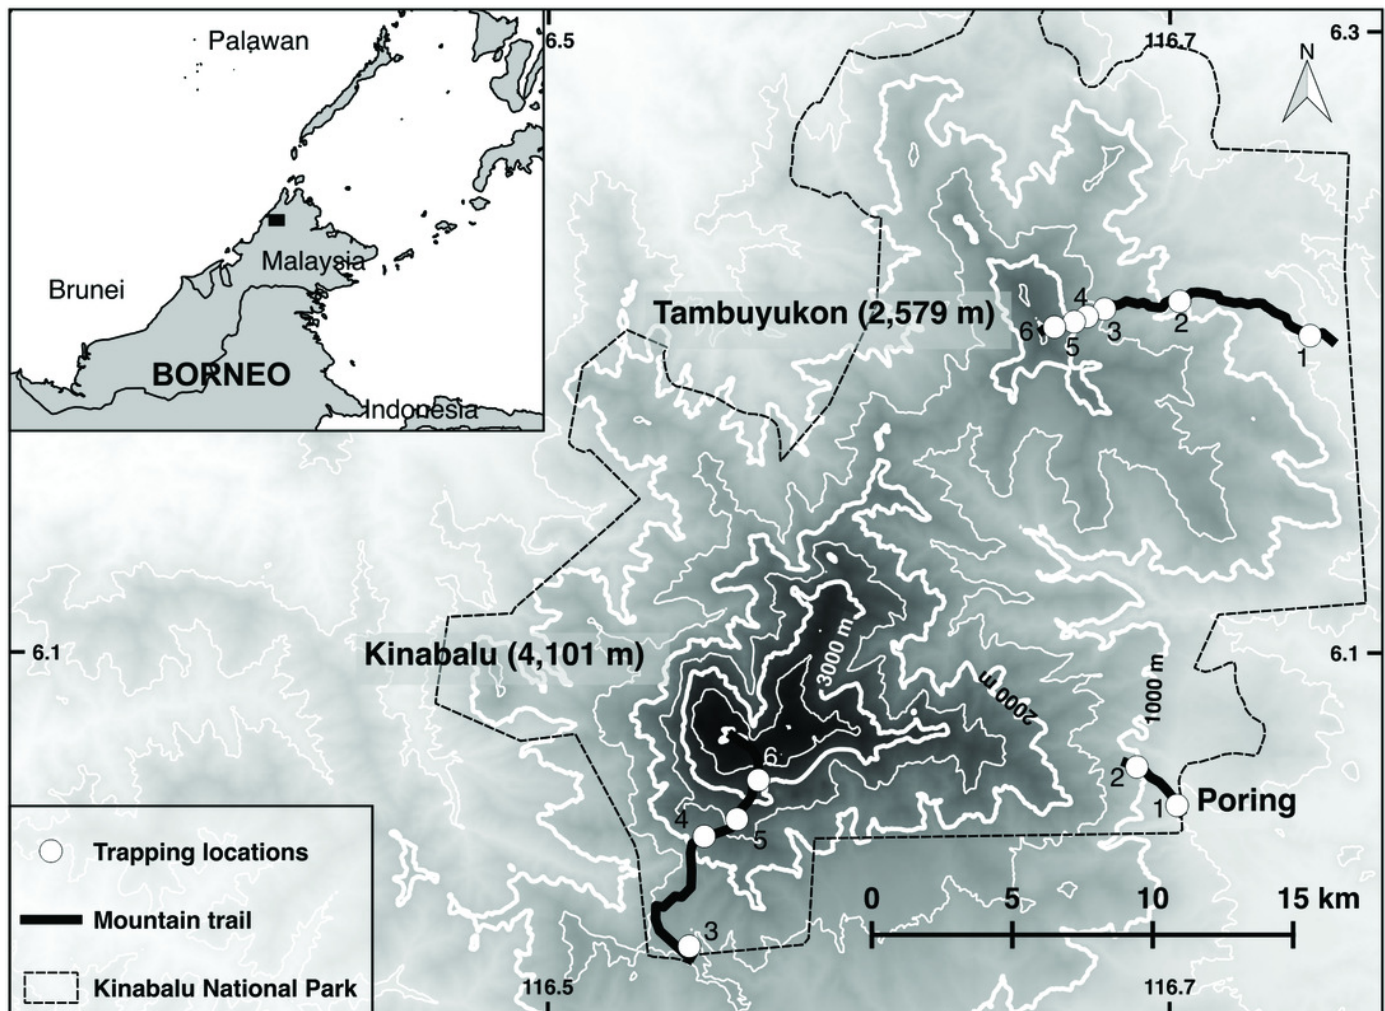 Palawan
Malaysia
Brunei
BORNEO
Indonesia
6.5
116.7
6.3
N
Tambuyukon (2,579 m)
6
5
4
3
2
1
6.1
Kinabalu (4,101 m)
6.1
3000 m
2000 m
1000 m
6
5
4
3
2
1
Poring
Trapping locations
Mountain trail
Kinabalu National Park
0
5
10
15 km
116.5
116.7